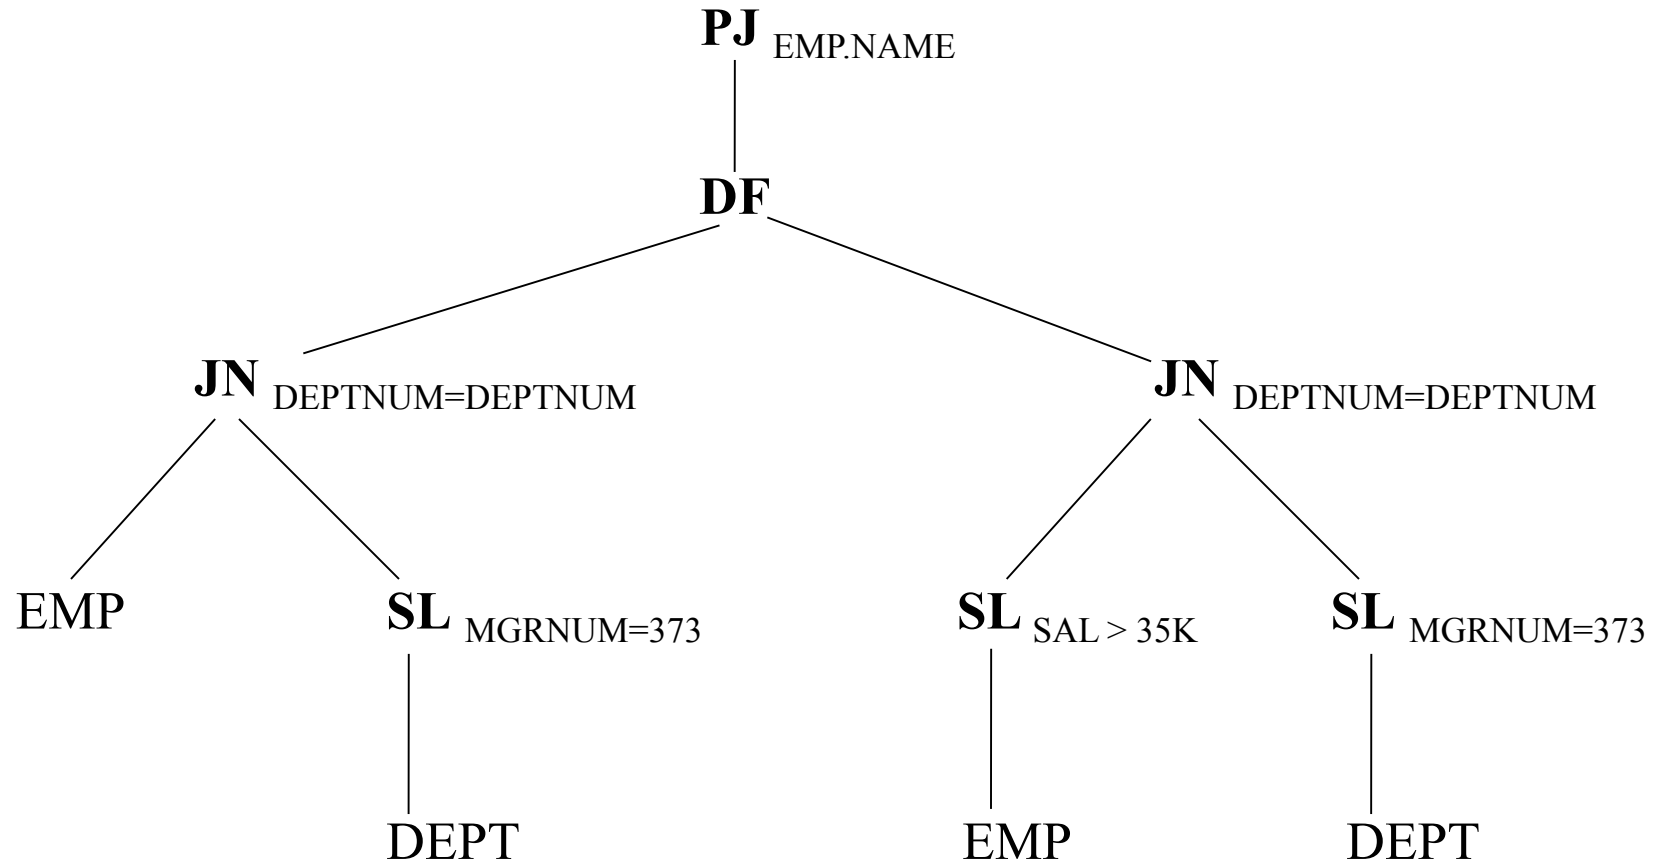 PJ EMP.NAME
DF
JN DEPTNUM=DEPTNUM
JN DEPTNUM=DEPTNUM
EMP
SL MGRNUM=373
SL SAL > 35K
SL MGRNUM=373
DEPT
EMP
DEPT